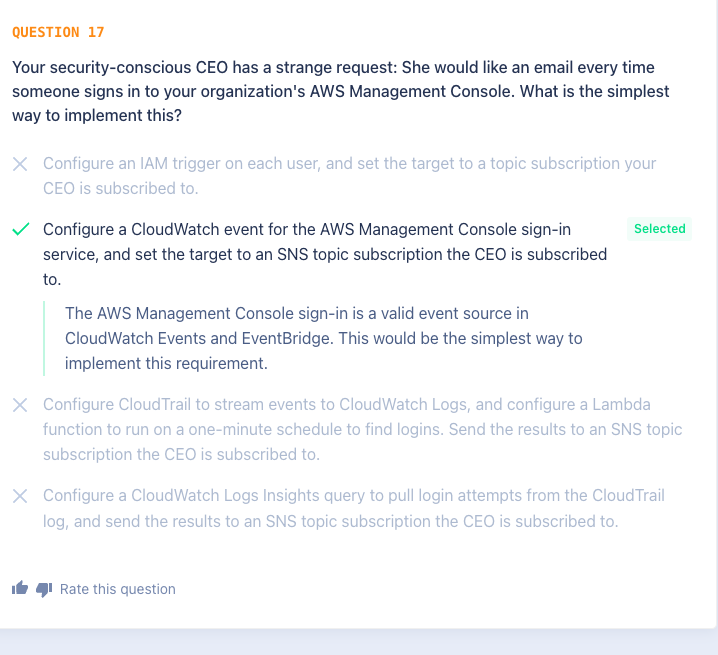 QUESTION 17
Your security-conscious CEO has a strange request: She would like an email every time
someone signs in to your organization's AWS Management Console. What is the simplest
way to implement this?
Configure an IAM trigger on each user, and set the target to a topic subscription your
CEO is subscribed to.
Configure a CloudWatch event for the AWS Management Console sign-in
Selected
service, and set the target to an SNS topic subscription the CEO is subscribed
to.
The AWS Management Console sign-in is a valid event source in
CloudWatch Events and EventBridge. This would be the simplest way to
implement this requirement.
Configure CloudTrail to stream events to CloudWatch Logs, and configure a Lambda
function to run on a one-minute schedule to find logins. Send the results to an SNS topic
subscription the CEO is subscribed to.
Configure a CloudWatch Logs Insights query to pull login attempts from the CloudTrail
log, and send the results to an SNS topic subscription the CEO is subscribed to.
Rate this question